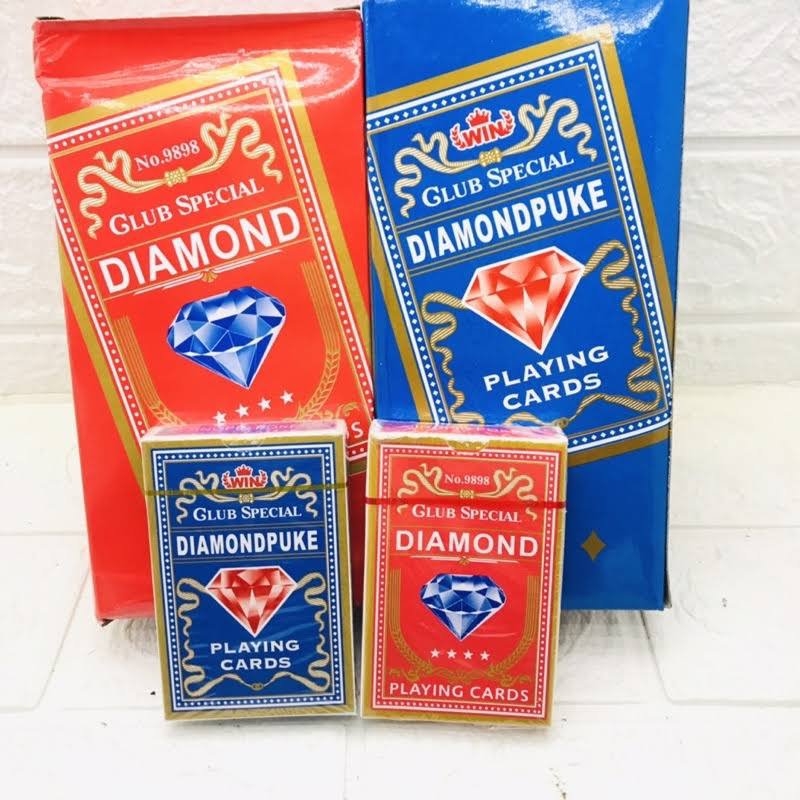 No.9898
GLUB SPECIAL
DIAMOND
WIN
GLUB SPECIAL
DIAMONDPUKE
PLAYING
CARDS
WIN
GLUB SPECIAL
DIAMONDPUKE
PLAYING
CARDS
No.9898
GLUB SPECIAL
DIAMOND
PLAYING CARDS